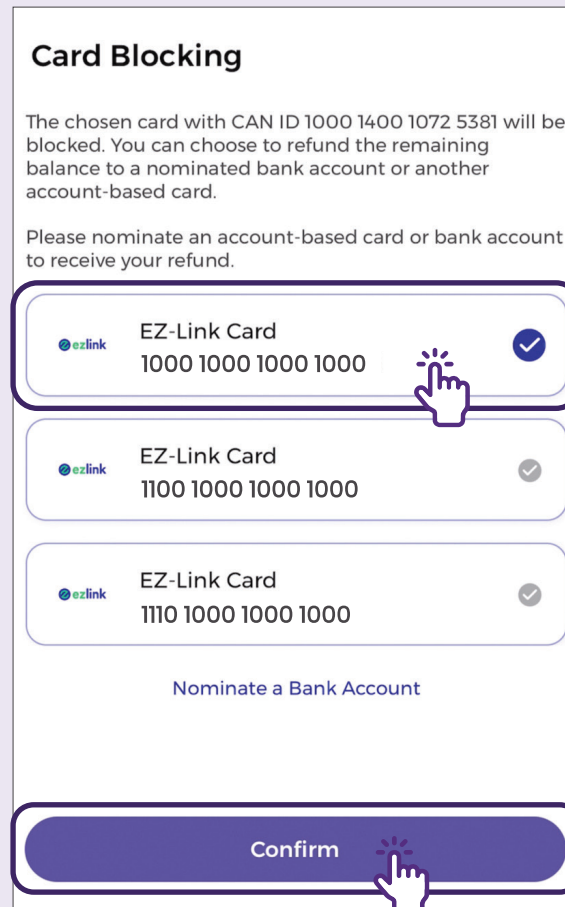 Card Blocking
The chosen card with CAN ID 1000 1400 1072 5381 will be
blocked. You can choose to refund the remaining
balance to a nominated bank account or another
account-based card.
Please nominate an account-based card or bank account
to receive your refund.
EZ-Link Card
ezlink
1000 1000 1000 1000
EZ-Link Card
ezlink
1100 1000 1000 1000
EZ-Link Card
ezlink
1110 1000 1000 1000
Nominate a Bank Account
Confirm